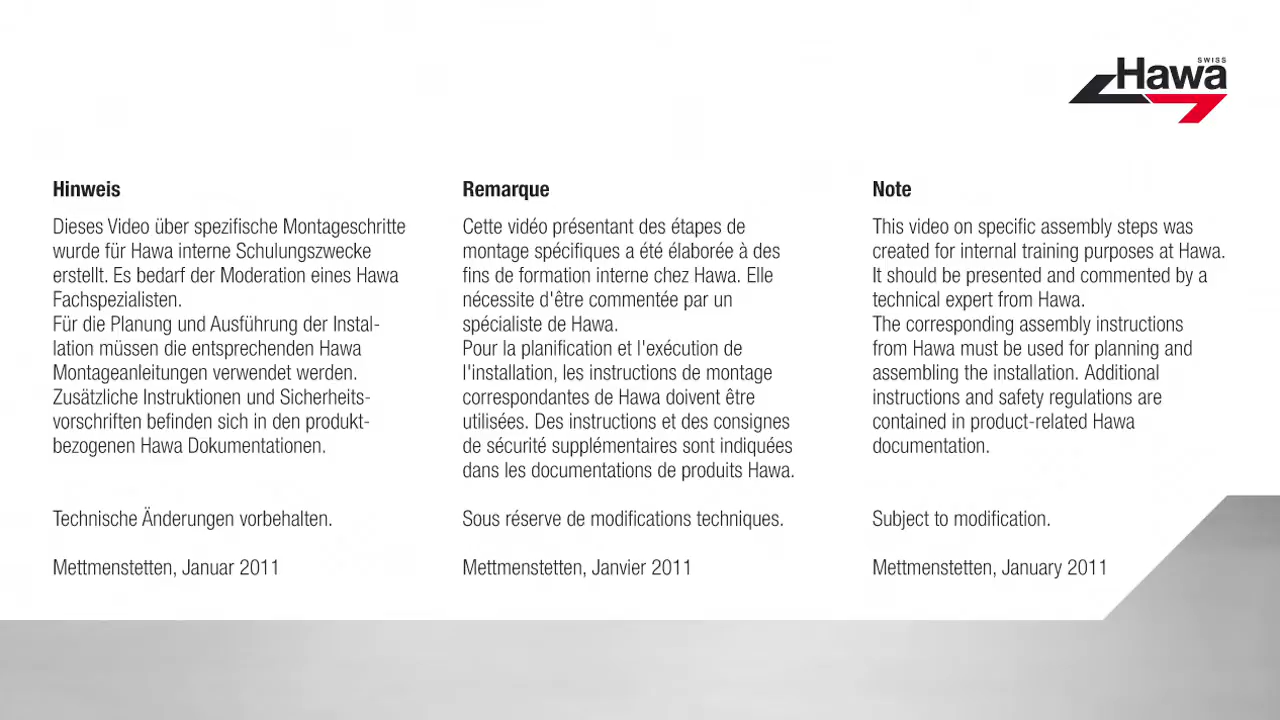 SWISS
Hawa
Hinweis
Dieses Video über spezifische Montageschritte
wurde für Hawa interne Schulungszwecke
erstellt. Es bedarf der Moderation eines Hawa
Fachspezialisten.
Für die Planung und Ausführung der Instal-
lation müssen die entsprechenden Hawa
Montageanleitungen verwendet werden.
Zusätzliche Instruktionen und Sicherheits-
vorschriften befinden sich in den produkt-
bezogenen Hawa Dokumentationen.
Technische Änderungen vorbehalten.
Mettmenstetten, Januar 2011
Remarque
Cette vidéo présentant des étapes de
montage spécifiques a été élaborée à des
fins de formation interne chez Hawa. Elle
nécessite d'être commentée par un
spécialiste de Hawa.
Pour la planification et l'exécution de
l'installation, les instructions de montage
correspondantes de Hawa doivent être
utilisées. Des instructions et des consignes
de sécurité supplémentaires sont indiquées
dans les documentations de produits Hawa.
Sous réserve de modifications techniques.
Mettmenstetten, Janvier 2011
Note
This video on specific assembly steps was
created for internal training purposes at Hawa.
It should be presented and commented by a
technical expert from Hawa.
The corresponding assembly instructions
from Hawa must be used for planning and
assembling the installation. Additional
instructions and safety regulations are
contained in product-related Hawa
documentation.
Subject to modification.
Mettmenstetten, January 2011